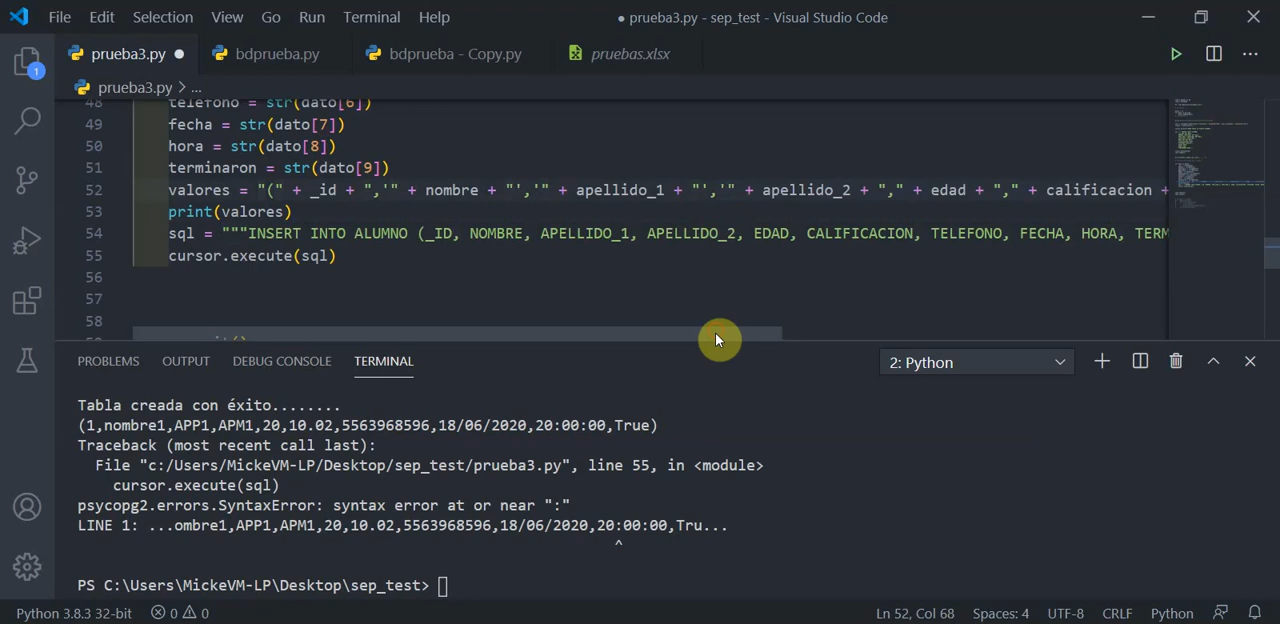 File Edit Selection View Go Run Terminal Help ● prueba3.py - sep_test - Visual Studio Code
prueba3.py ● bdprueba.py bdprueba - Copy.py pruebas.xlsx
1
prueba3.py > ...
48 telefono = str(dato[6])
49 fecha = str(dato[7])
50 hora = str(dato[8])
51 terminaron = str(dato[9])
52 valores = "(" + _id + ",'" + nombre + "','" + apellido_1 + "','" + apellido_2 + "," + edad + "," + calificacion +
53 print(valores)
54 sql = """INSERT INTO ALUMNO (_ID, NOMBRE, APELLIDO_1, APELLIDO_2, EDAD, CALIFICACION, TELEFONO, FECHA, HORA, TERM
55 cursor.execute(sql)
56
57
58
PROBLEMS OUTPUT DEBUG CONSOLE TERMINAL 2: Python
Tabla creada con éxito........
(1,nombre1,APP1,APM1,20,10.02,5563968596,18/06/2020,20:00:00,True)
Traceback (most recent call last):
File "c:/Users/MickeVM-LP/Desktop/sep_test/prueba3.py", line 55, in <module>
cursor.execute(sql)
psycopg2.errors.SyntaxError: syntax error at or near ":"
LINE 1: ...ombre1,APP1,APM1,20,10.02,5563968596,18/06/2020,20:00:00,Tru...
^
PS C:\Users\MickeVM-LP\Desktop\sep_test>
Python 3.8.3 32-bit 0 0 Ln 52, Col 68 Spaces: 4 UTF-8 CRLF Python